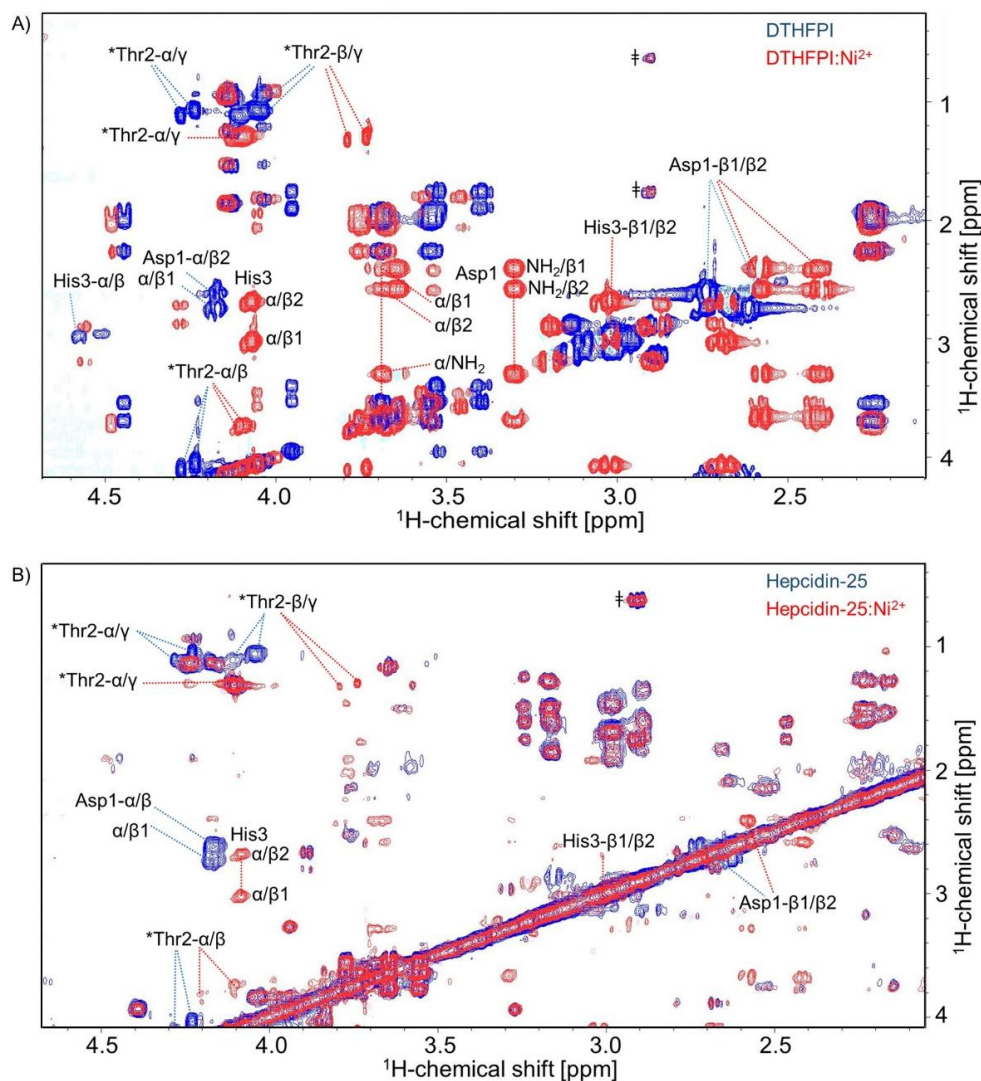 A)
DTHFPI
DTHFPI:Ni²⁺
*Thr2-α/γ
*Thr2-β/γ
‡
*Thr2-α/γ
Asp1-β1/β2
‡
His3-β1/β2
Asp1-α/β2
His3-α/β
α/β1
His3
Asp1
NH₂/β1
NH₂/β2
α/β2
α/β1
α/β1
α/β2
α/NH₂
*Thr2-α/β
1
2
3
4
¹H-chemical shift [ppm]
4.5
4.0
3.5
3.0
2.5
¹H-chemical shift [ppm]
B)
Hepcidin-25
Hepcidin-25:Ni²⁺
*Thr2-β/γ
‡
*Thr2-α/γ
*Thr2-α/γ
Asp1-α/β
α/β1
His3
α/β2
α/β1
His3-β1/β2
Asp1-β1/β2
*Thr2-α/β
1
2
3
4
¹H-chemical shift [ppm]
4.5
4.0
3.5
3.0
2.5
¹H-chemical shift [ppm]